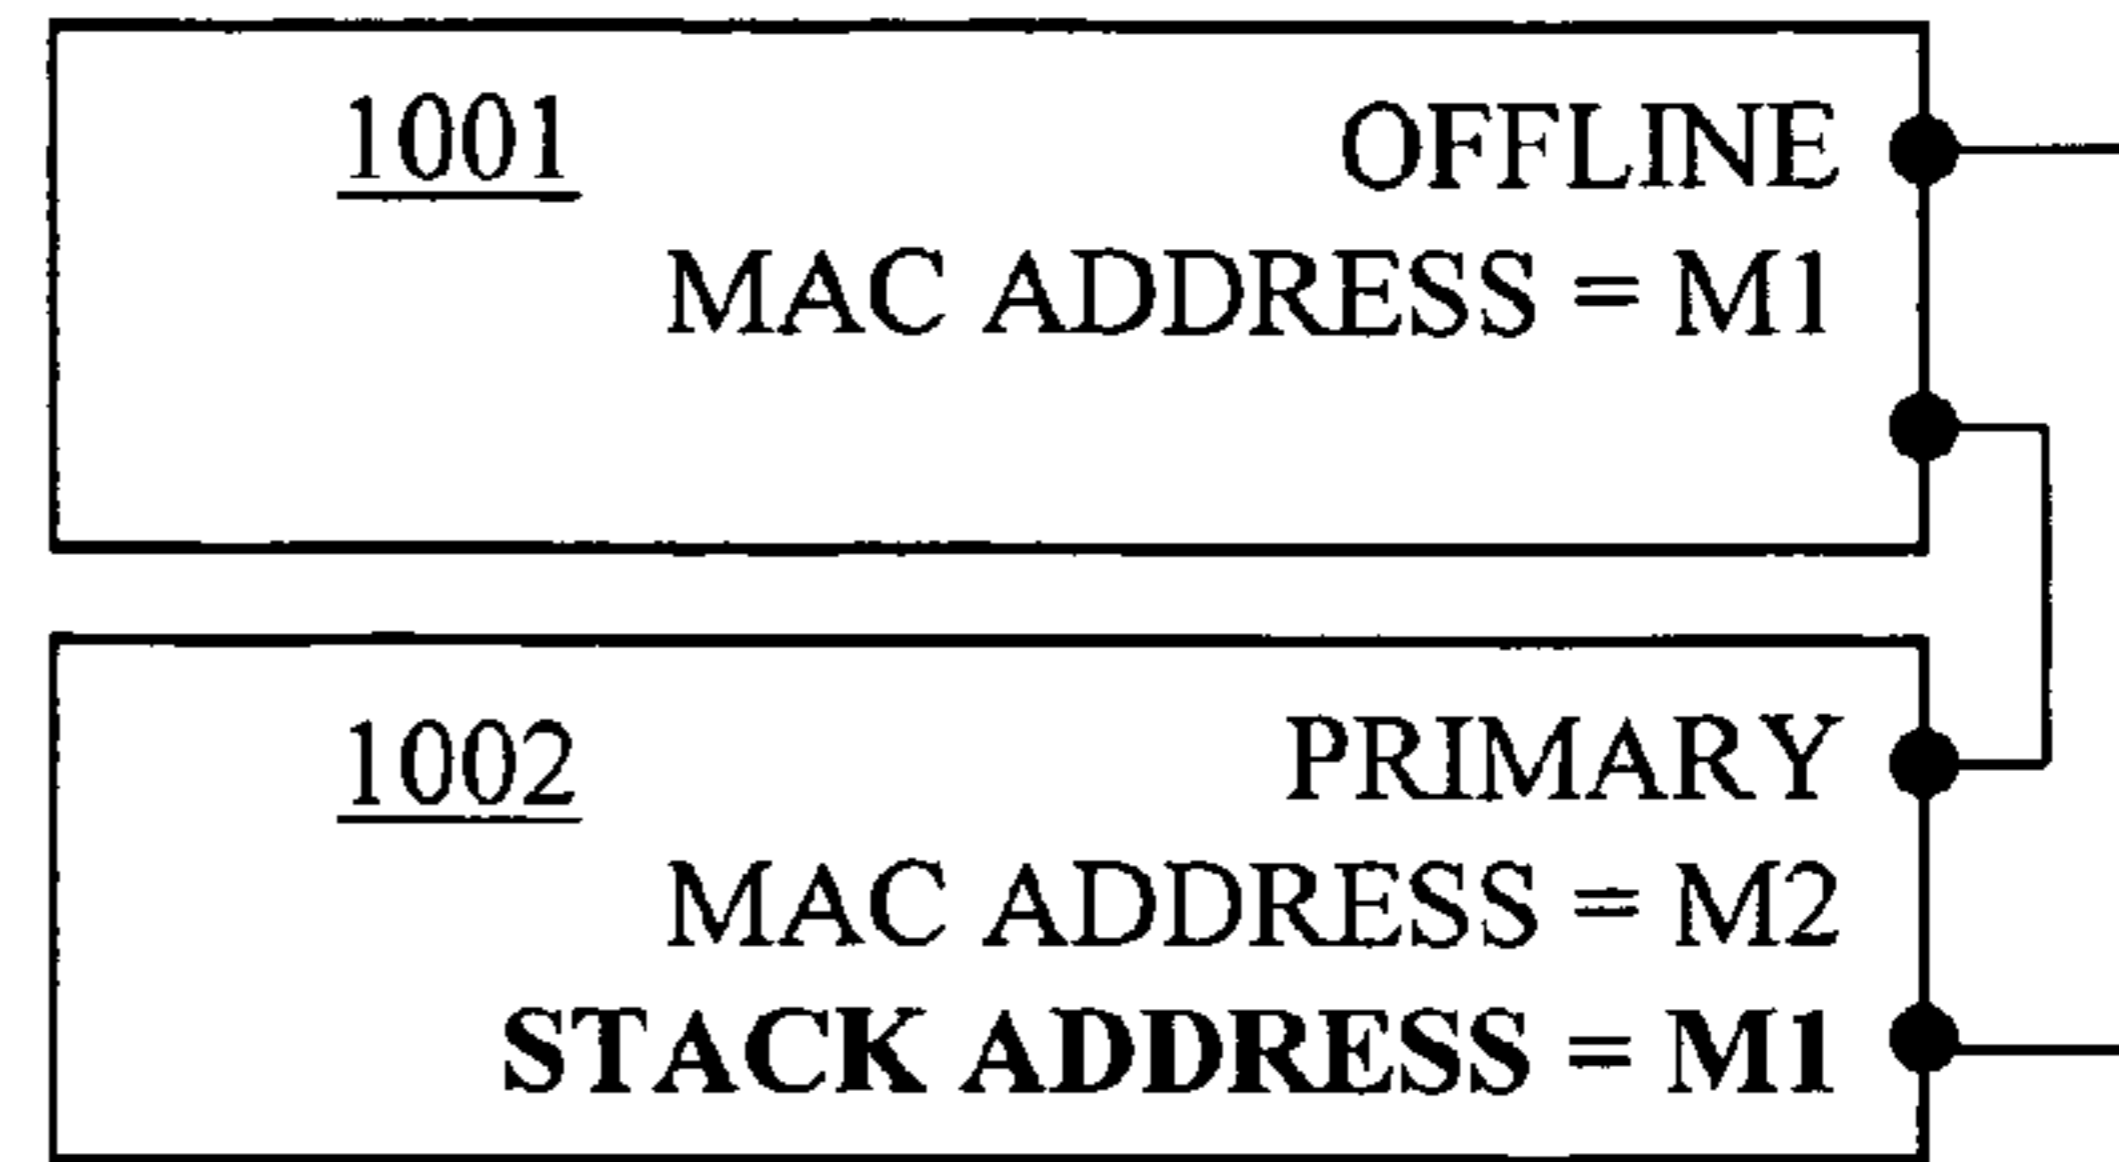 1001 OFFLINE
MAC ADDRESS = M1
1002 PRIMARY
MAC ADDRESS = M2
STACK ADDRESS = M1